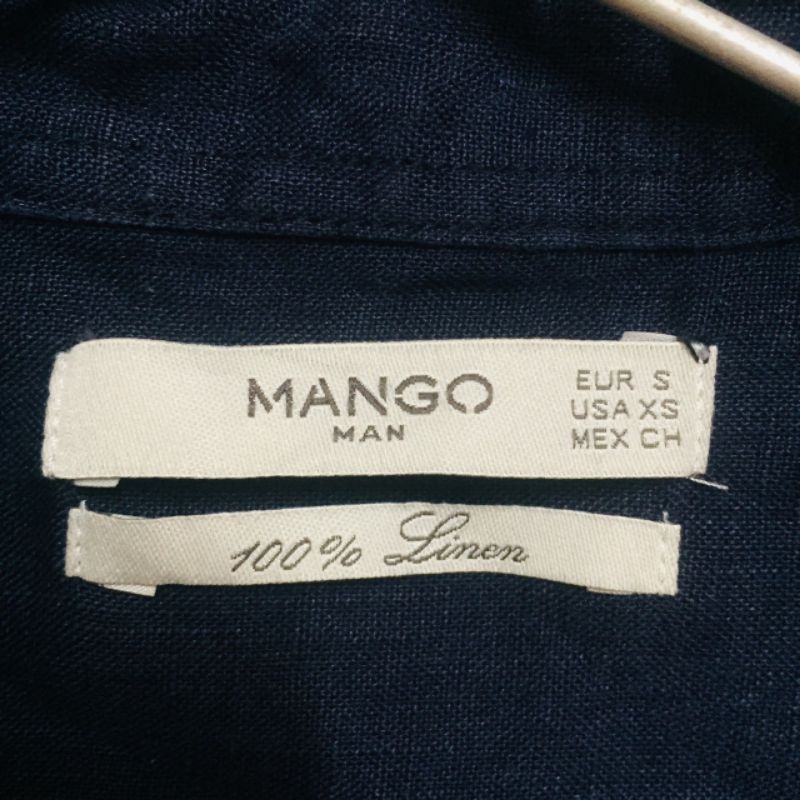 MANGO
MAN
EUR S
USA XS
MEX CH
100% Linen